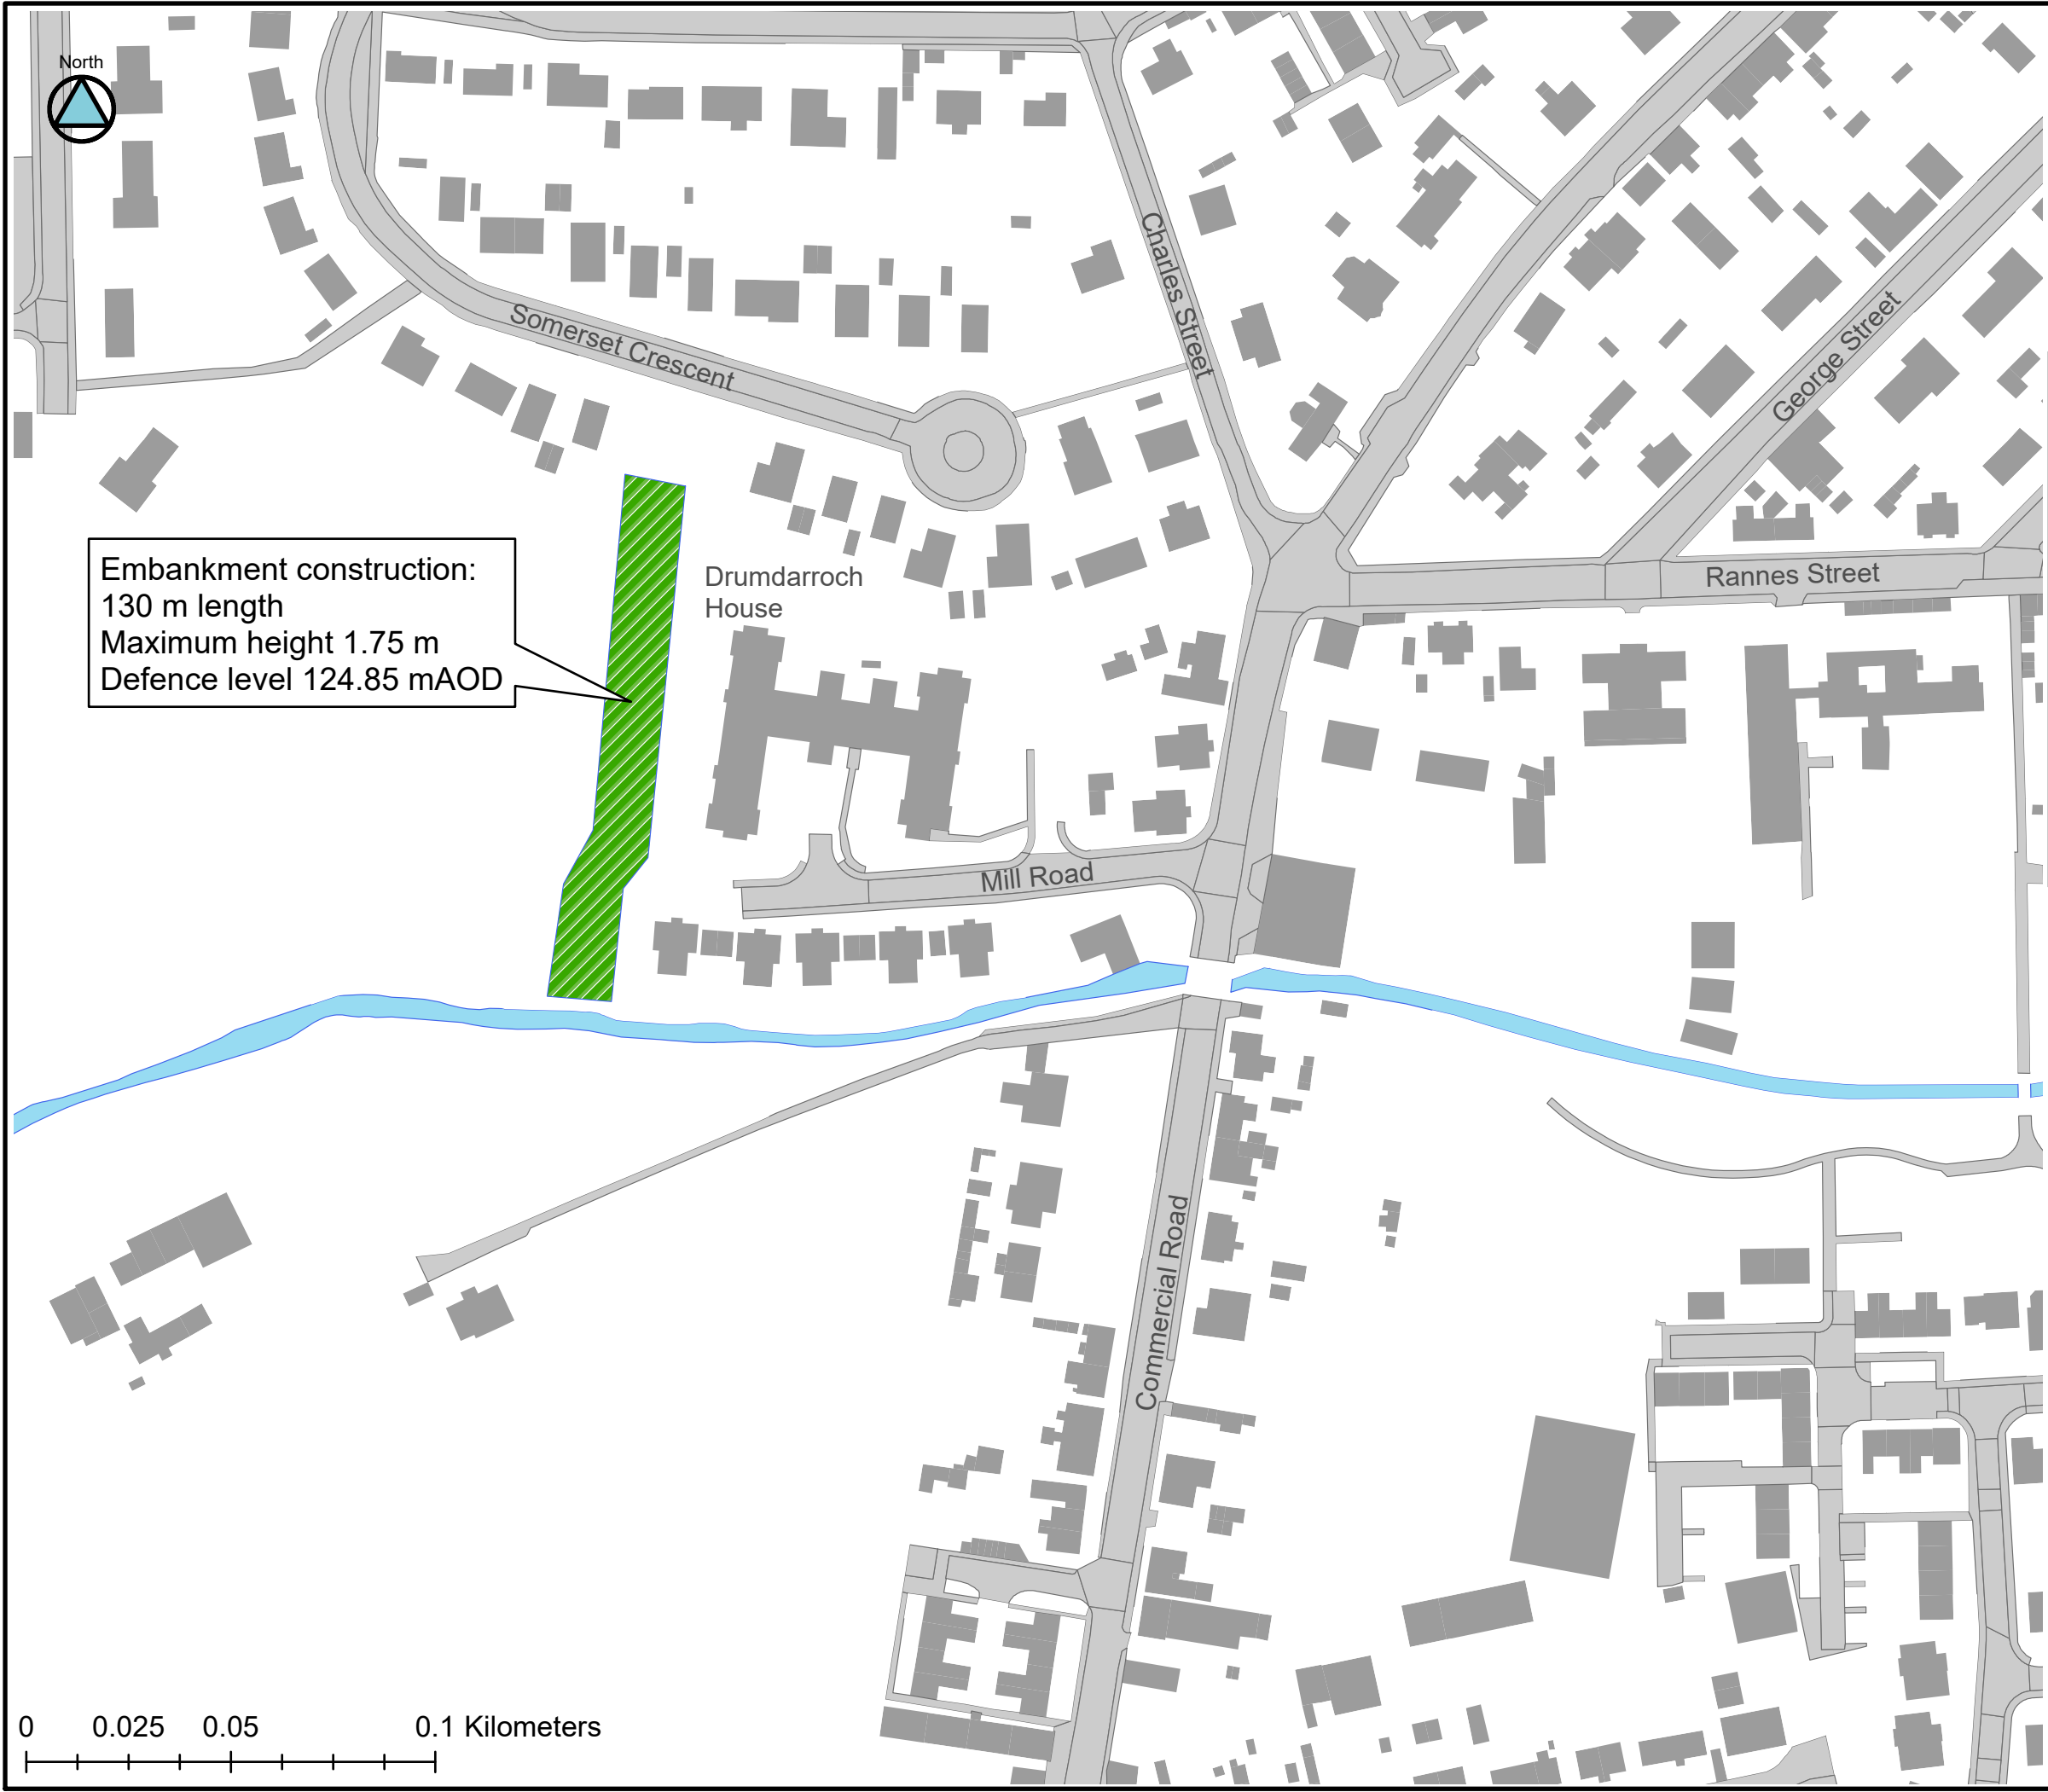 North
Charles Street
Somerset Crescent
George Street
Embankment construction:
130 m length
Maximum height 1.75 m
Defence level 124.85 mAOD
Drumdarroch
House
Rannes Street
Mill Road
Commercial Road
0 0.025 0.05 0.1 Kilometers